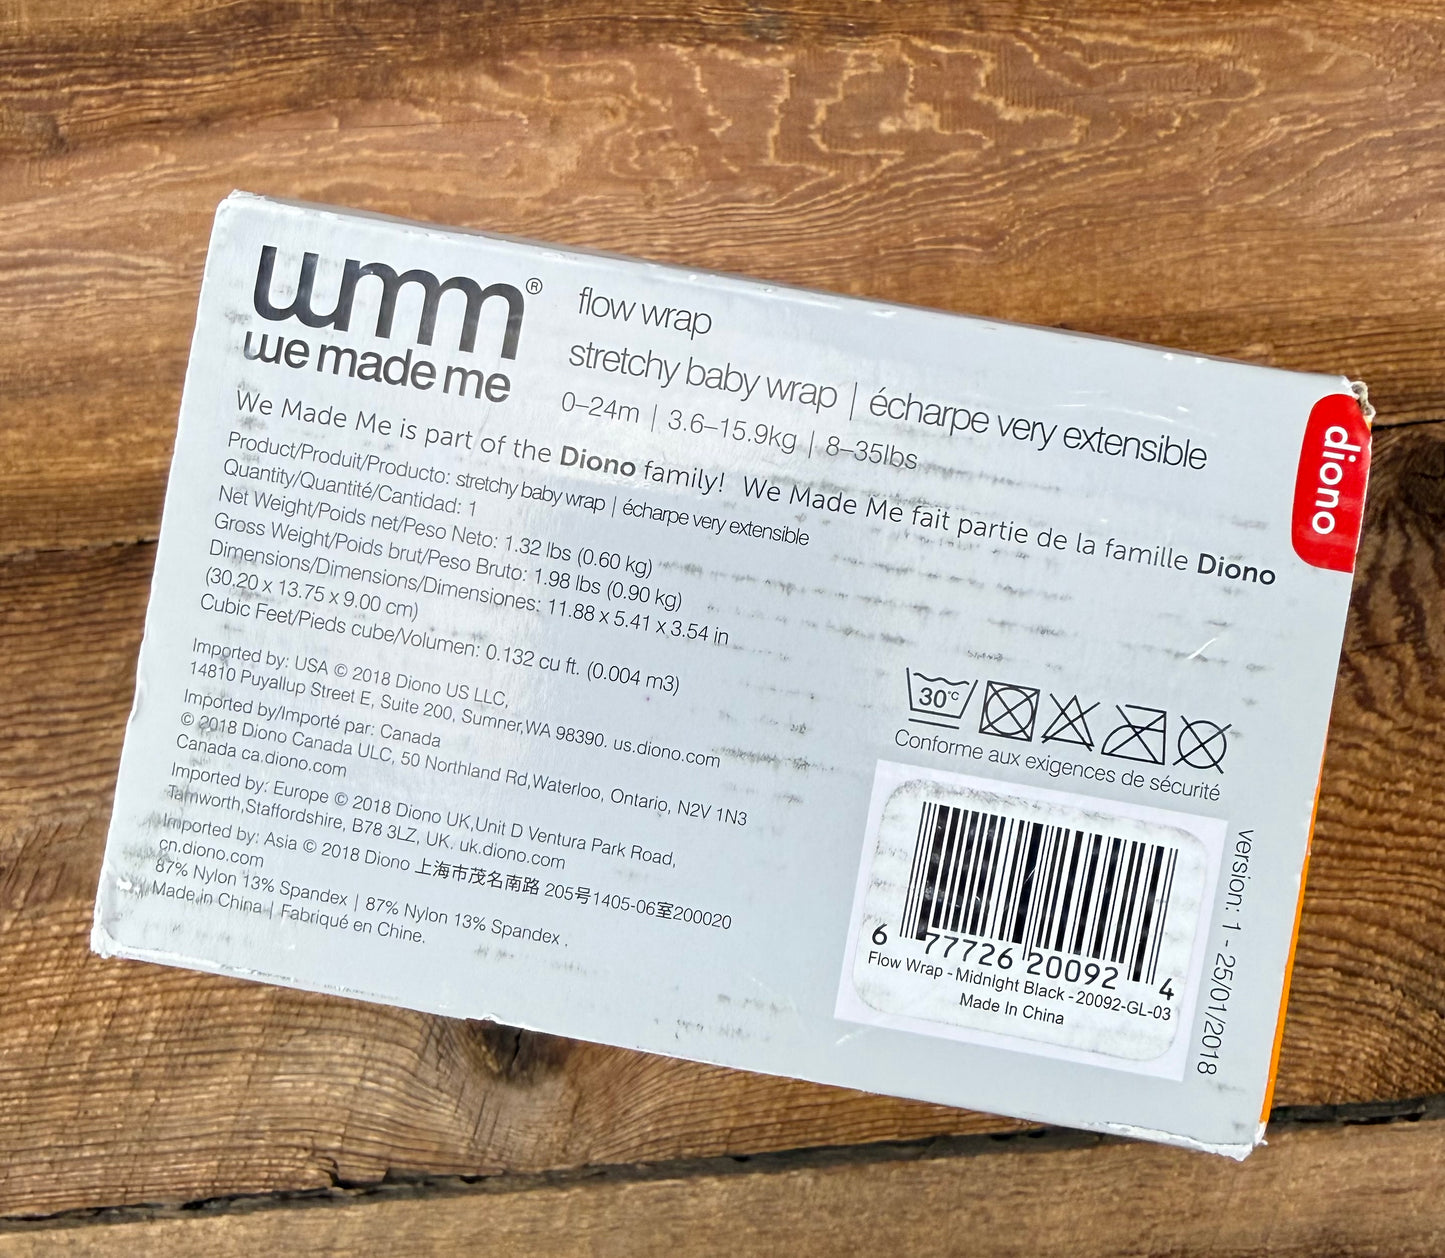 wmm®
we made me
flow wrap
stretchy baby wrap | écharpe very extensible
0–24m | 3.6–15.9kg | 8–35lbs
diono
We Made Me is part of the Diono family! We Made Me fait partie de la famille Diono
Product/Produit/Producto: stretchy baby wrap | écharpe very extensible
Quantity/Quantité/Cantidad: 1
Net Weight/Poids net/Peso Neto: 1.32 lbs (0.60 kg)
Gross Weight/Poids brut/Peso Bruto: 1.98 lbs (0.90 kg)
Dimensions/Dimensions/Dimensiones: 11.88 x 5.41 x 3.54 in
(30.20 x 13.75 x 9.00 cm)
Cubic Feet/Pieds cube/Volumen: 0.132 cu ft. (0.004 m3)
Imported by: USA © 2018 Diono US LLC,
14810 Puyallup Street E, Suite 200, Sumner,WA 98390. us.diono.com
Imported by/Importé par: Canada
© 2018 Diono Canada ULC, 50 Northland Rd,Waterloo, Ontario, N2V 1N3
Canada ca.diono.com
Imported by: Europe © 2018 Diono UK,Unit D Ventura Park Road,
Tamworth,Staffordshire, B78 3LZ, UK. uk.diono.com
Imported by: Asia © 2018 Diono 上海市茂名南路 205号1405-06室200020
cn.diono.com
87% Nylon 13% Spandex | 87% Nylon 13% Spandex .
Made in China | Fabriqué en Chine.
30°C
Conforme aux exigences de sécurité
6 77726 20092 4
Flow Wrap - Midnight Black - 20092-GL-03
Made In China
version: 1 - 25/01/2018